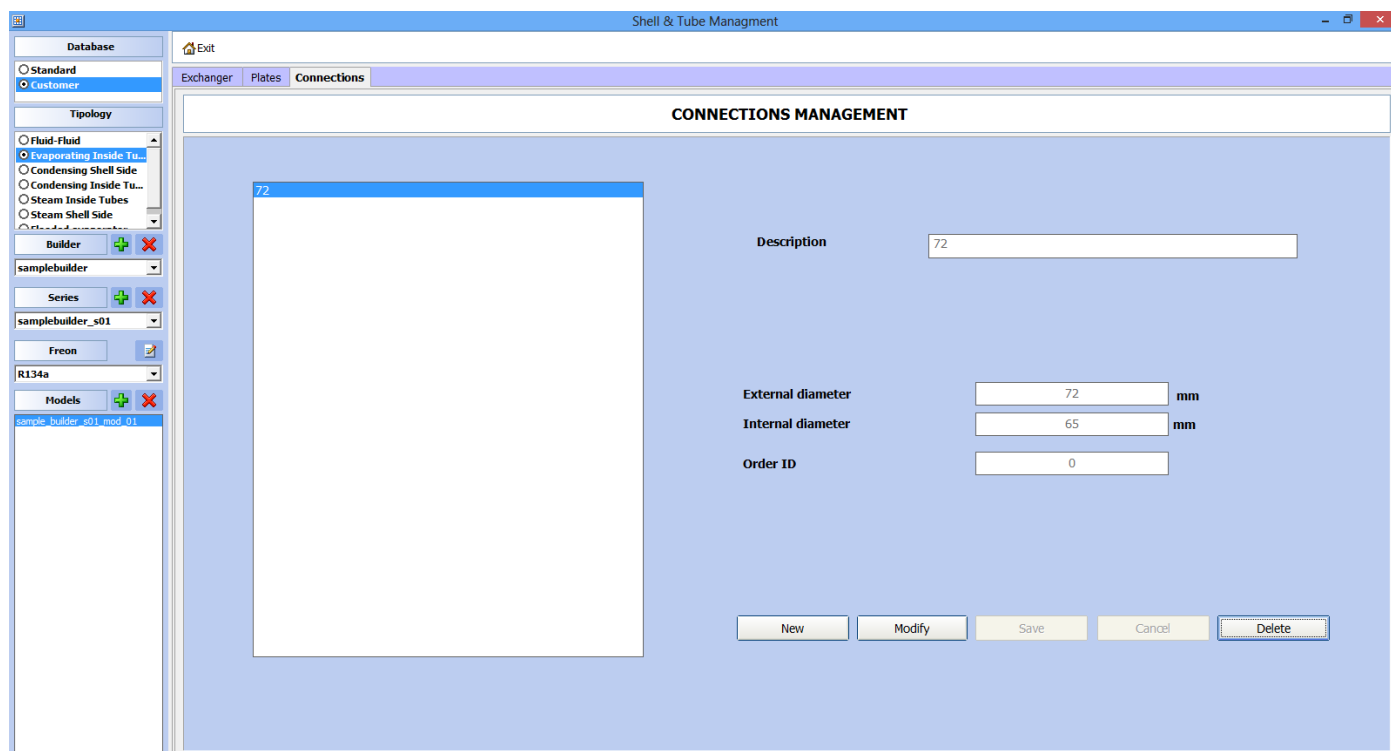 Shell & Tube Managment
Database
Standard
Customer
Tipology
Fluid-Fluid
Evaporating Inside Tu...
Condensing Shell Side
Condensing Inside Tu...
Steam Inside Tubes
Steam Shell Side
Builder
samplebuilder
Series
samplebuilder_s01
Freon
R134a
Models
sample_builder_s01_mod_01
Exit
Exchanger Plates Connections
CONNECTIONS MANAGEMENT
72
Description 72
External diameter 72 mm
Internal diameter 65 mm
Order ID 0
New Modify Save Cancel Delete